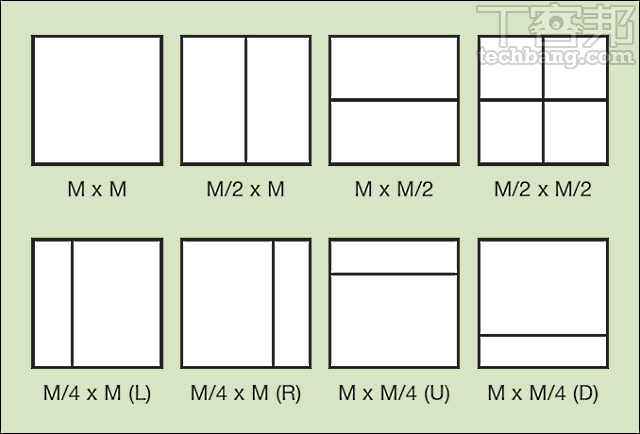 T客邦
techbang.com
M x M
M/2 x M
M x M/2
M/2 x M/2
M/4 x M (L)
M/4 x M (R)
M x M/4 (U)
M x M/4 (D)